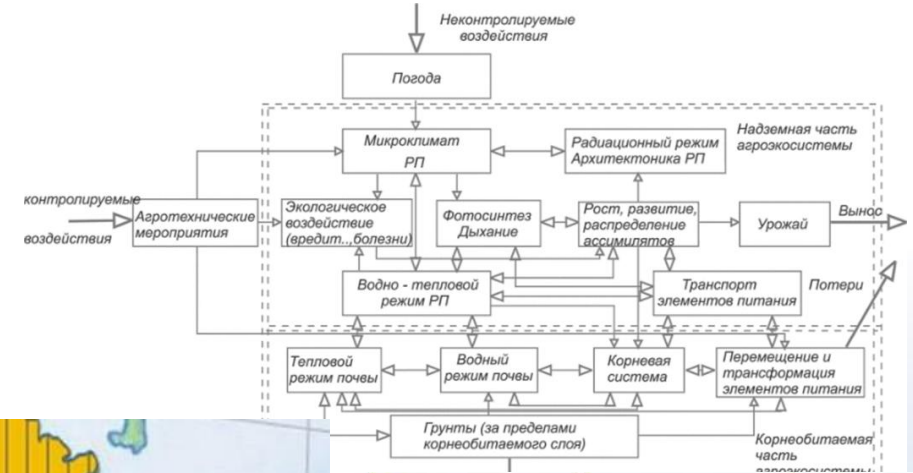 Неконтролируемые
воздействия
Погода
Микроклимат
РП
Радиационный режим
Архитектоника РП
Надземная часть
агроэкосистемы
контролируемые
воздействия
Агротехнические
мероприятия
Экологическое
воздействие
(вредит..,болезни)
Фотосинтез
Дыхание
Рост, развитие,
распределение
ассимилятов
Урожай
Вынос
Водно - тепловой
режим РП
Транспорт
элементов питания
Потери
Тепловой
режим почвы
Водный
режим почвы
Корневая
система
Перемещение и
трансформация
элементов питания
Грунты (за пределами
корнеобитаемого слоя)
Корнеобитаемая
часть
агроэкосистемы